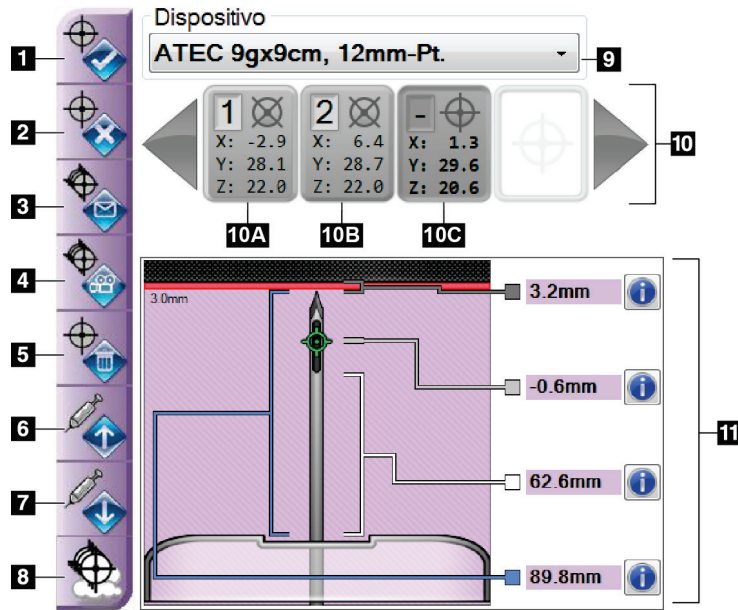 Dispositivo
1
ATEC 9gx9cm, 12mm-Pt.
9
2
1
X: -2.9
Y: 28.1
Z: 22.0
2
X: 6.4
Y: 28.7
Z: 22.0
-
X: 1.3
Y: 29.6
Z: 20.6
10
3
10A
10B
10C
4
3.0mm
3.2mm
5
-0.6mm
6
11
62.6mm
7
8
89.8mm